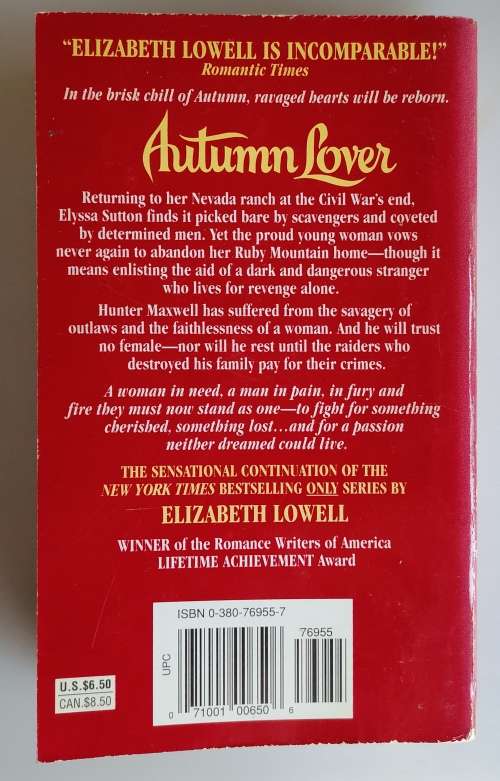 “ELIZABETH LOWELL IS INCOMPARABLE!”
Romantic Times
In the brisk chill of Autumn, ravaged hearts will be reborn.
Autumn Lover
Returning to her Nevada ranch at the Civil War's end,
Elyssa Sutton finds it picked bare by scavengers and coveted
by determined men. Yet the proud young woman vows
never again to abandon her Ruby Mountain home—though it
means enlisting the aid of a dark and dangerous stranger
who lives for revenge alone.
Hunter Maxwell has suffered from the savagery of
outlaws and the faithlessness of a woman. And he will trust
no female—nor will he rest until the raiders who
destroyed his family pay for their crimes.
A woman in need, a man in pain, in fury and
fire they must now stand as one—to fight for something
cherished, something lost...and for a passion
neither dreamed could live.
THE SENSATIONAL CONTINUATION OF THE
NEW YORK TIMES BESTSELLING ONLY SERIES BY
ELIZABETH LOWELL
WINNER of the Romance Writers of America
LIFETIME ACHIEVEMENT Award
ISBN 0-380-76955-7
76955
UPC
0 71001 00650 6
U.S.$6.50
CAN.$8.50